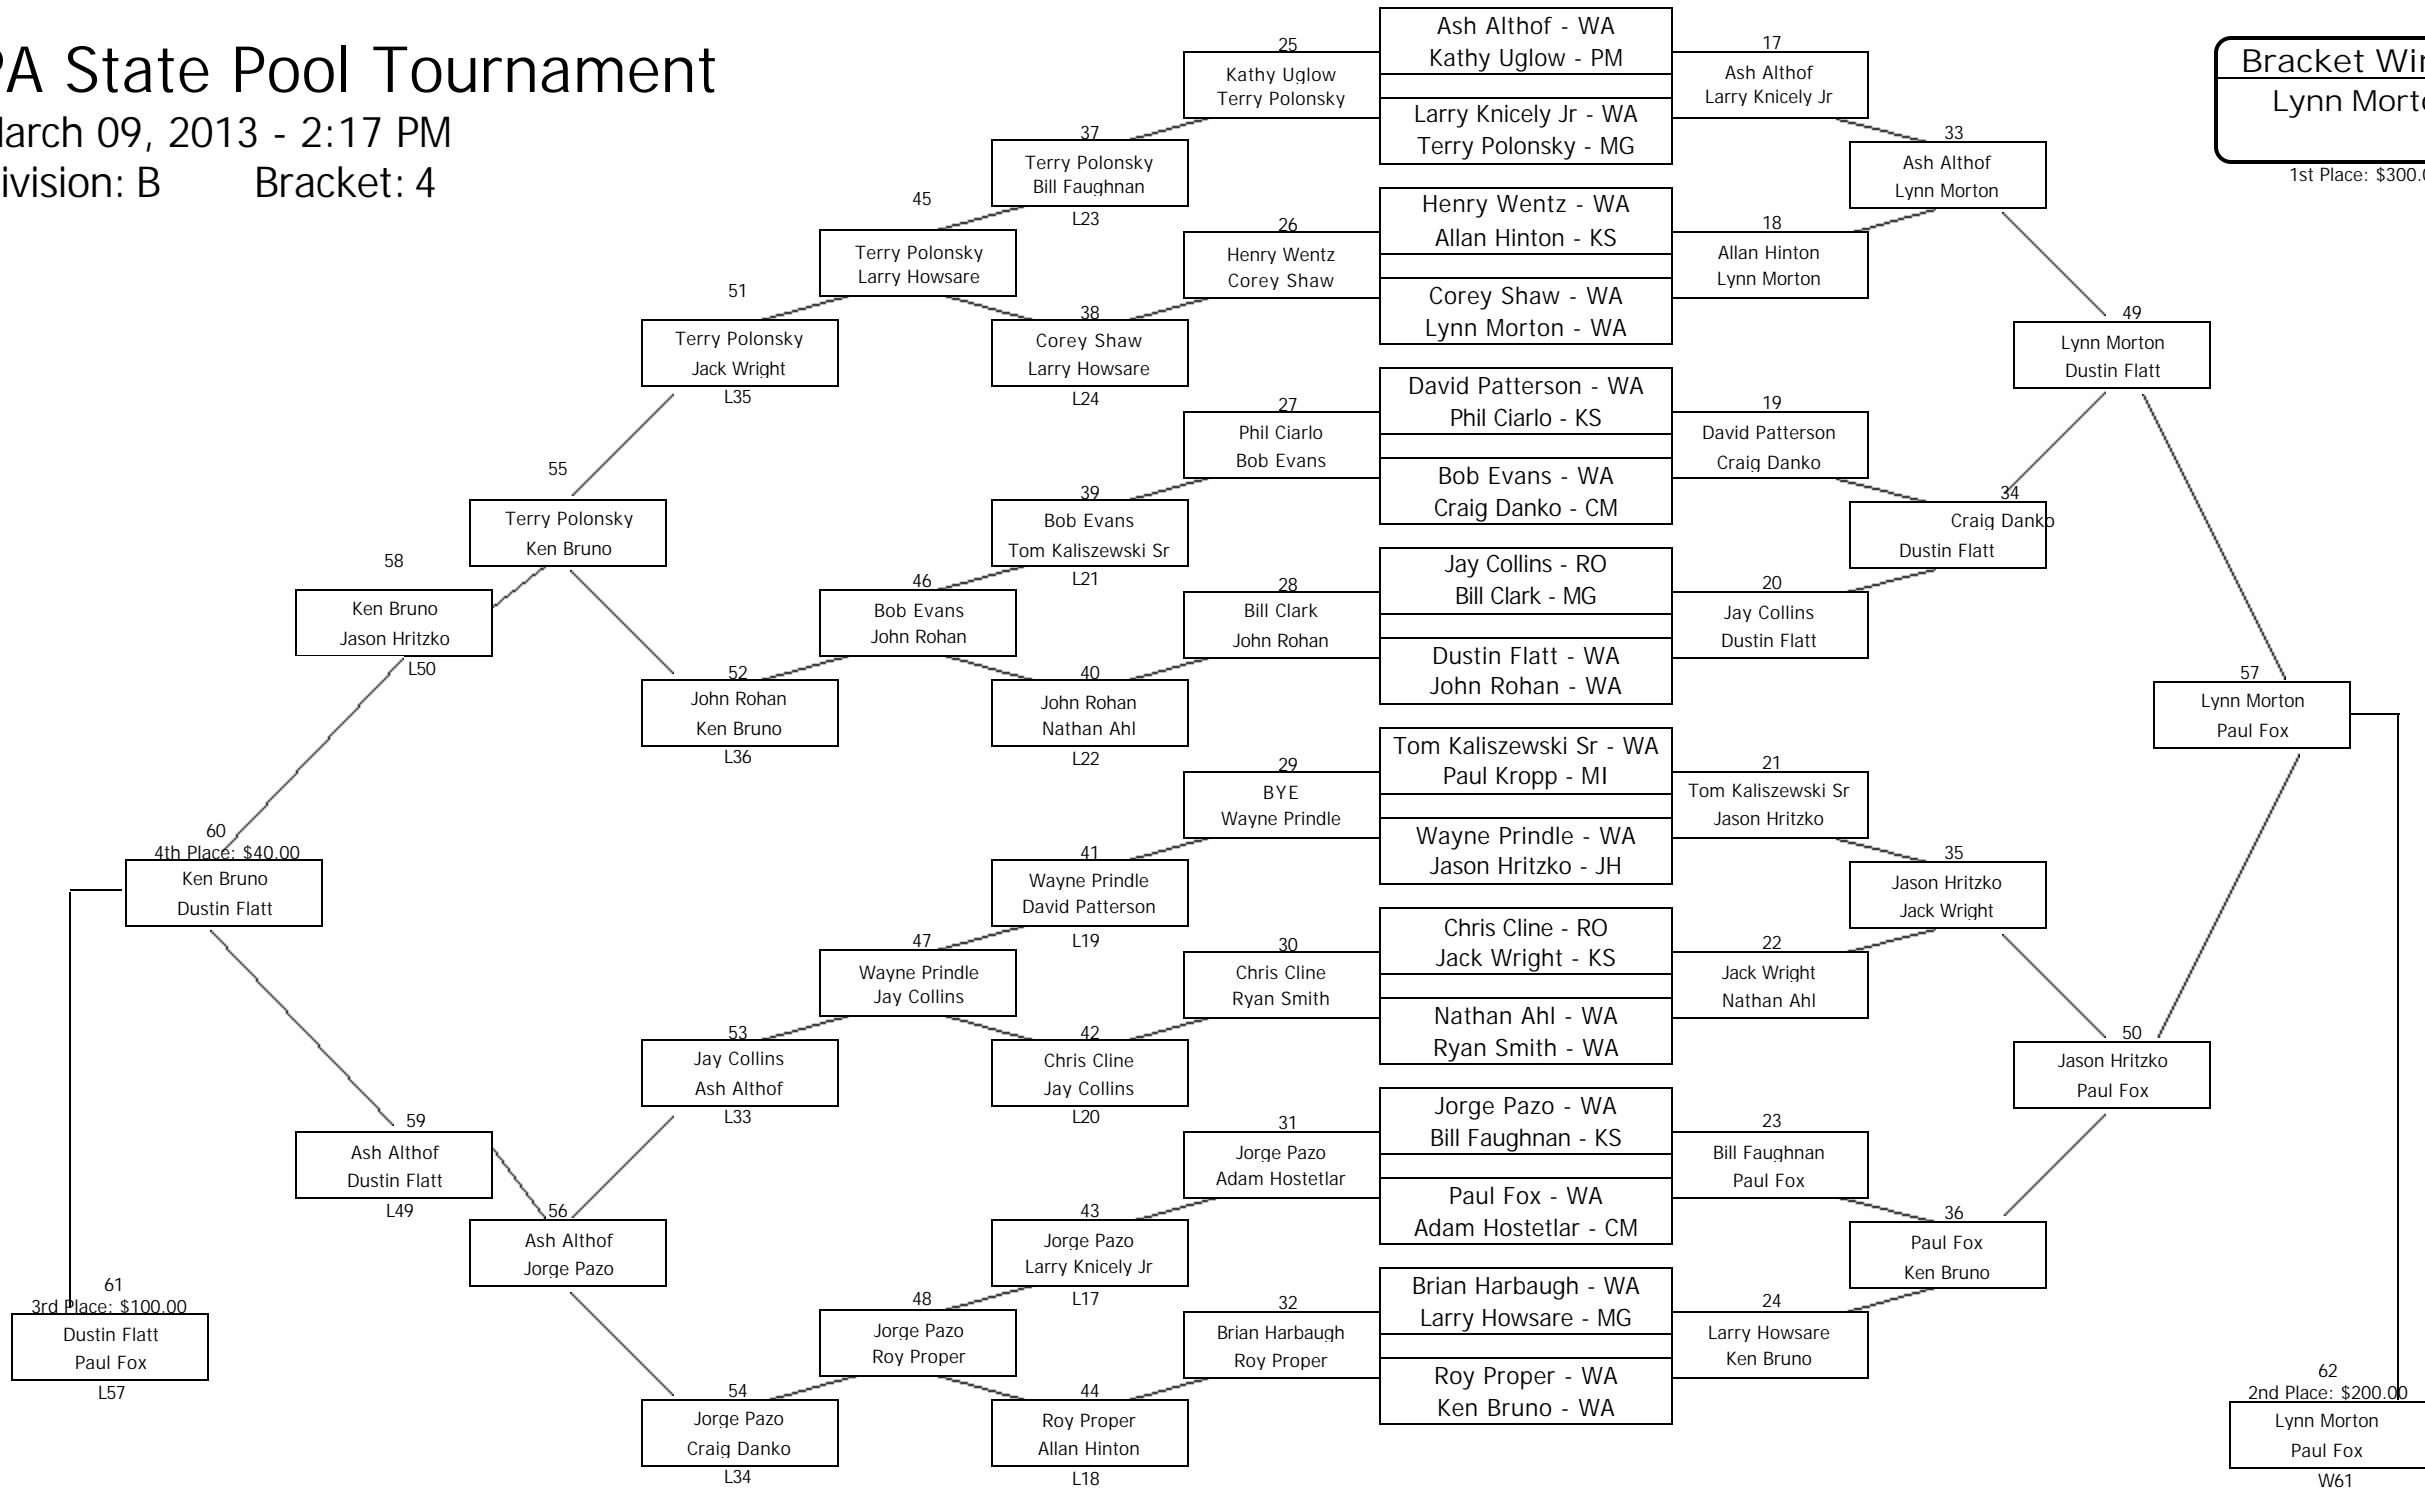 PA State Pool Tournament
March 09, 2013 - 2:17 PM
Division: B Bracket: 4
Bracket Win
Lynn Morto
1st Place: $300.0
61
3rd Place: $100.00
Dustin Flatt
Paul Fox
L57
60
4th Place: $40.00
Ken Bruno
Dustin Flatt
58
Ken Bruno
Jason Hritzko
L50
59
Ash Althof
Dustin Flatt
L49
55
Terry Polonsky
Ken Bruno
56
Ash Althof
Jorge Pazo
51
Terry Polonsky
Jack Wright
L35
52
John Rohan
Ken Bruno
L36
53
Jay Collins
Ash Althof
L33
54
Jorge Pazo
Craig Danko
L34
45
Terry Polonsky
Larry Howsare
46
Bob Evans
John Rohan
47
Wayne Prindle
Jay Collins
48
Jorge Pazo
Roy Proper
37
Terry Polonsky
Bill Faughnan
L23
38
Corey Shaw
Larry Howsare
L24
39
Bob Evans
Tom Kaliszewski Sr
L21
40
John Rohan
Nathan Ahl
L22
41
Wayne Prindle
David Patterson
L19
42
Chris Cline
Jay Collins
L20
43
Jorge Pazo
Larry Knicely Jr
L17
44
Roy Proper
Allan Hinton
L18
25
Kathy Uglow
Terry Polonsky
26
Henry Wentz
Corey Shaw
27
Phil Ciarlo
Bob Evans
28
Bill Clark
John Rohan
29
BYE
Wayne Prindle
30
Chris Cline
Ryan Smith
31
Jorge Pazo
Adam Hostetlar
32
Brian Harbaugh
Roy Proper
Ash Althof - WA
Kathy Uglow - PM
Larry Knicely Jr - WA
Terry Polonsky - MG
Henry Wentz - WA
Allan Hinton - KS
Corey Shaw - WA
Lynn Morton - WA
David Patterson - WA
Phil Ciarlo - KS
Bob Evans - WA
Craig Danko - CM
Jay Collins - RO
Bill Clark - MG
Dustin Flatt - WA
John Rohan - WA
Tom Kaliszewski Sr - WA
Paul Kropp - MI
Wayne Prindle - WA
Jason Hritzko - JH
Chris Cline - RO
Jack Wright - KS
Nathan Ahl - WA
Ryan Smith - WA
Jorge Pazo - WA
Bill Faughnan - KS
Paul Fox - WA
Adam Hostetlar - CM
Brian Harbaugh - WA
Larry Howsare - MG
Roy Proper - WA
Ken Bruno - WA
17
Ash Althof
Larry Knicely Jr
18
Allan Hinton
Lynn Morton
19
David Patterson
Craig Danko
20
Jay Collins
Dustin Flatt
21
Tom Kaliszewski Sr
Jason Hritzko
22
Jack Wright
Nathan Ahl
23
Bill Faughnan
Paul Fox
24
Larry Howsare
Ken Bruno
33
Ash Althof
Lynn Morton
34
Craig Danko
Dustin Flatt
35
Jason Hritzko
Jack Wright
36
Paul Fox
Ken Bruno
49
Lynn Morton
Dustin Flatt
50
Jason Hritzko
Paul Fox
57
Lynn Morton
Paul Fox
62
2nd Place: $200.00
Lynn Morton
Paul Fox
W61